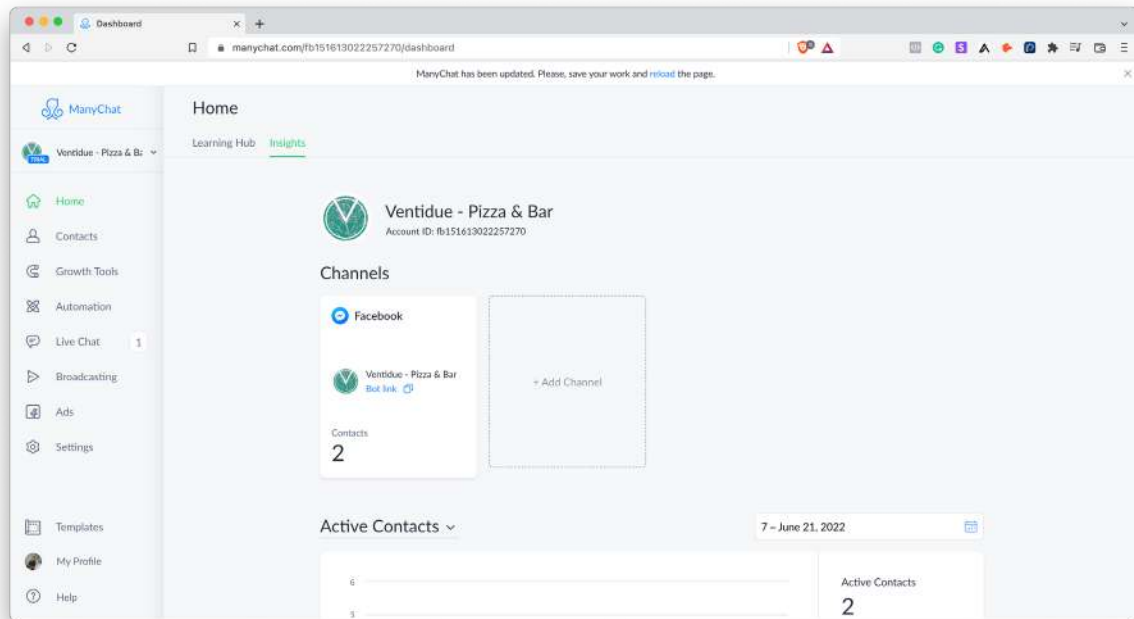 Dashboard
manychat.com/fb151613022257270/dashboard
ManyChat has been updated. Please, save your work and reload the page.
ManyChat
Home
Learning Hub Insights
TRIAL
Ventidue - Pizza & Ba
Home
Contacts
Growth Tools
Automation
Live Chat 1
Broadcasting
Ads
Settings
Templates
My Profile
Help
Ventidue - Pizza & Bar
Account ID: fb151613022257270
Channels
Facebook
Ventidue - Pizza & Bar
Bot link
Contacts
2
+ Add Channel
Active Contacts
7 – June 21, 2022
6
5
Active Contacts
2